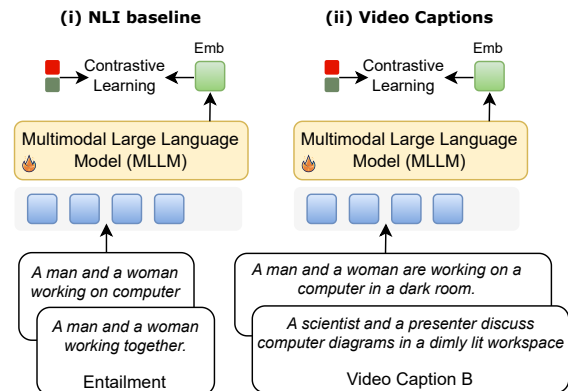 (i) NLI baseline
Emb
Contrastive
Learning
Multimodal Large Language
Model (MLLM)
A man and a woman
working on computer
A man and a woman
working together.
Entailment
(ii) Video Captions
Emb
Contrastive
Learning
Multimodal Large Language
Model (MLLM)
A man and a woman are working on a
computer in a dark room.
A scientist and a presenter discuss
computer diagrams in a dimly lit workspace
Video Caption B